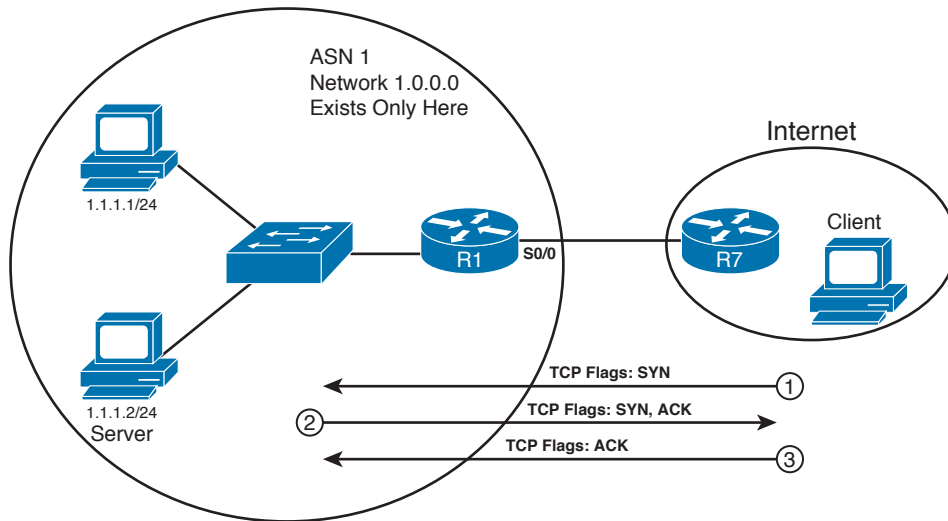 ASN 1
Network 1.0.0.0
Exists Only Here
Internet
1.1.1.1/24
Client
R1
S0/0
R7
1.1.1.2/24
Server
TCP Flags: SYN
1
2
TCP Flags: SYN, ACK
TCP Flags: ACK
3